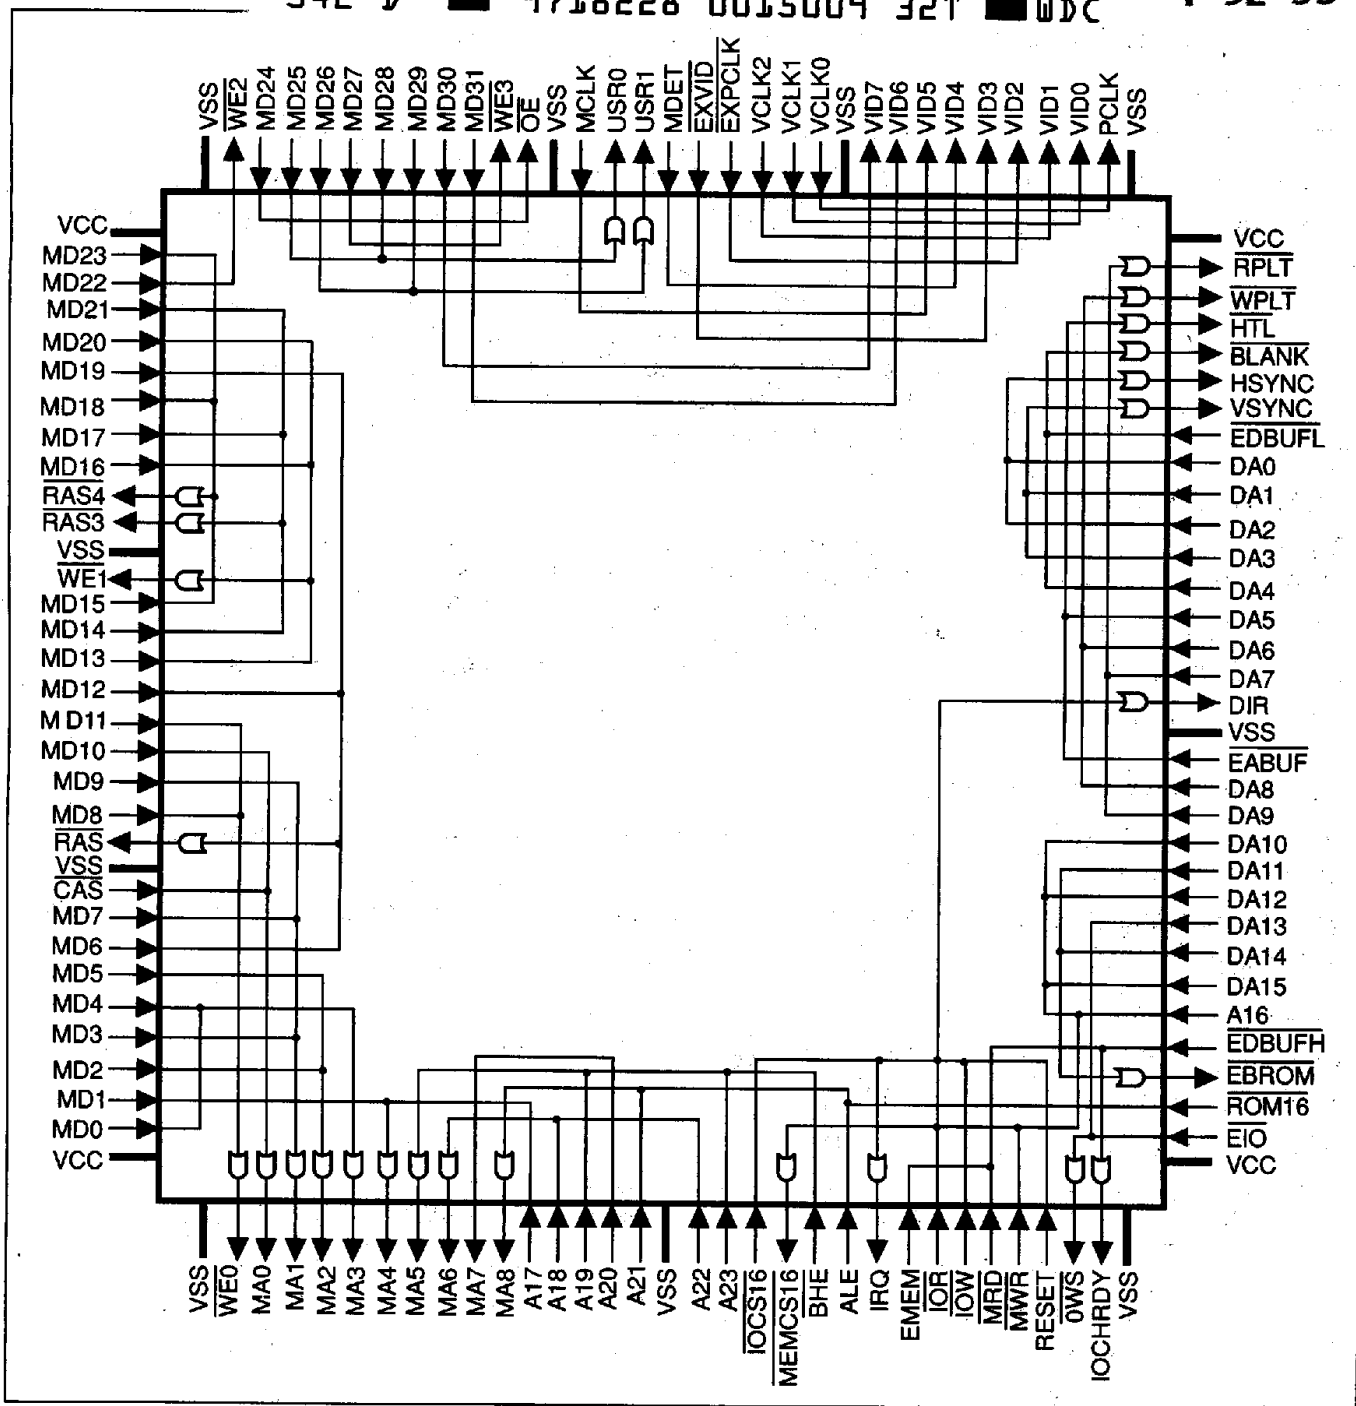 4718228 0015009 321 WDC
VSS
WE2
MD24
MD25
MD26
MD27
MD28
MD29
MD30
MD31
WE3
OE
VSS
MCLK
USR0
USR1
MDET
EXVID
EXPCLK
VCLK2
VCLK1
VCLK0
VSS
VID7
VID6
VID5
VID4
VID3
VID2
VID1
VID0
PCLK
VSS
VCC
MD23
MD22
MD21
MD20
MD19
MD18
MD17
MD16
RAS4
RAS3
VSS
WE1
MD15
MD14
MD13
MD12
MD11
MD10
MD9
MD8
RAS
VSS
CAS
MD7
MD6
MD5
MD4
MD3
MD2
MD1
MD0
VCC
VCC
RPLT
WPLT
HTL
BLANK
HSYNC
VSYNC
EDBUFL
DA0
DA1
DA2
DA3
DA4
DA5
DA6
DA7
DIR
VSS
EABUF
DA8
DA9
DA10
DA11
DA12
DA13
DA14
DA15
A16
EDBUFH
EBROM
ROM16
EIO
VCC
VSS
WE0
MA0
MA1
MA2
MA3
MA4
MA5
MA6
MA7
MA8
A17
A18
A19
A20
A21
VSS
A22
A23
IOCS16
MEMCS16
BHE
ALE
IRQ
EMEM
IOR
IOW
MRD
MWR
RESET
0WS
IOCHRDY
VSS